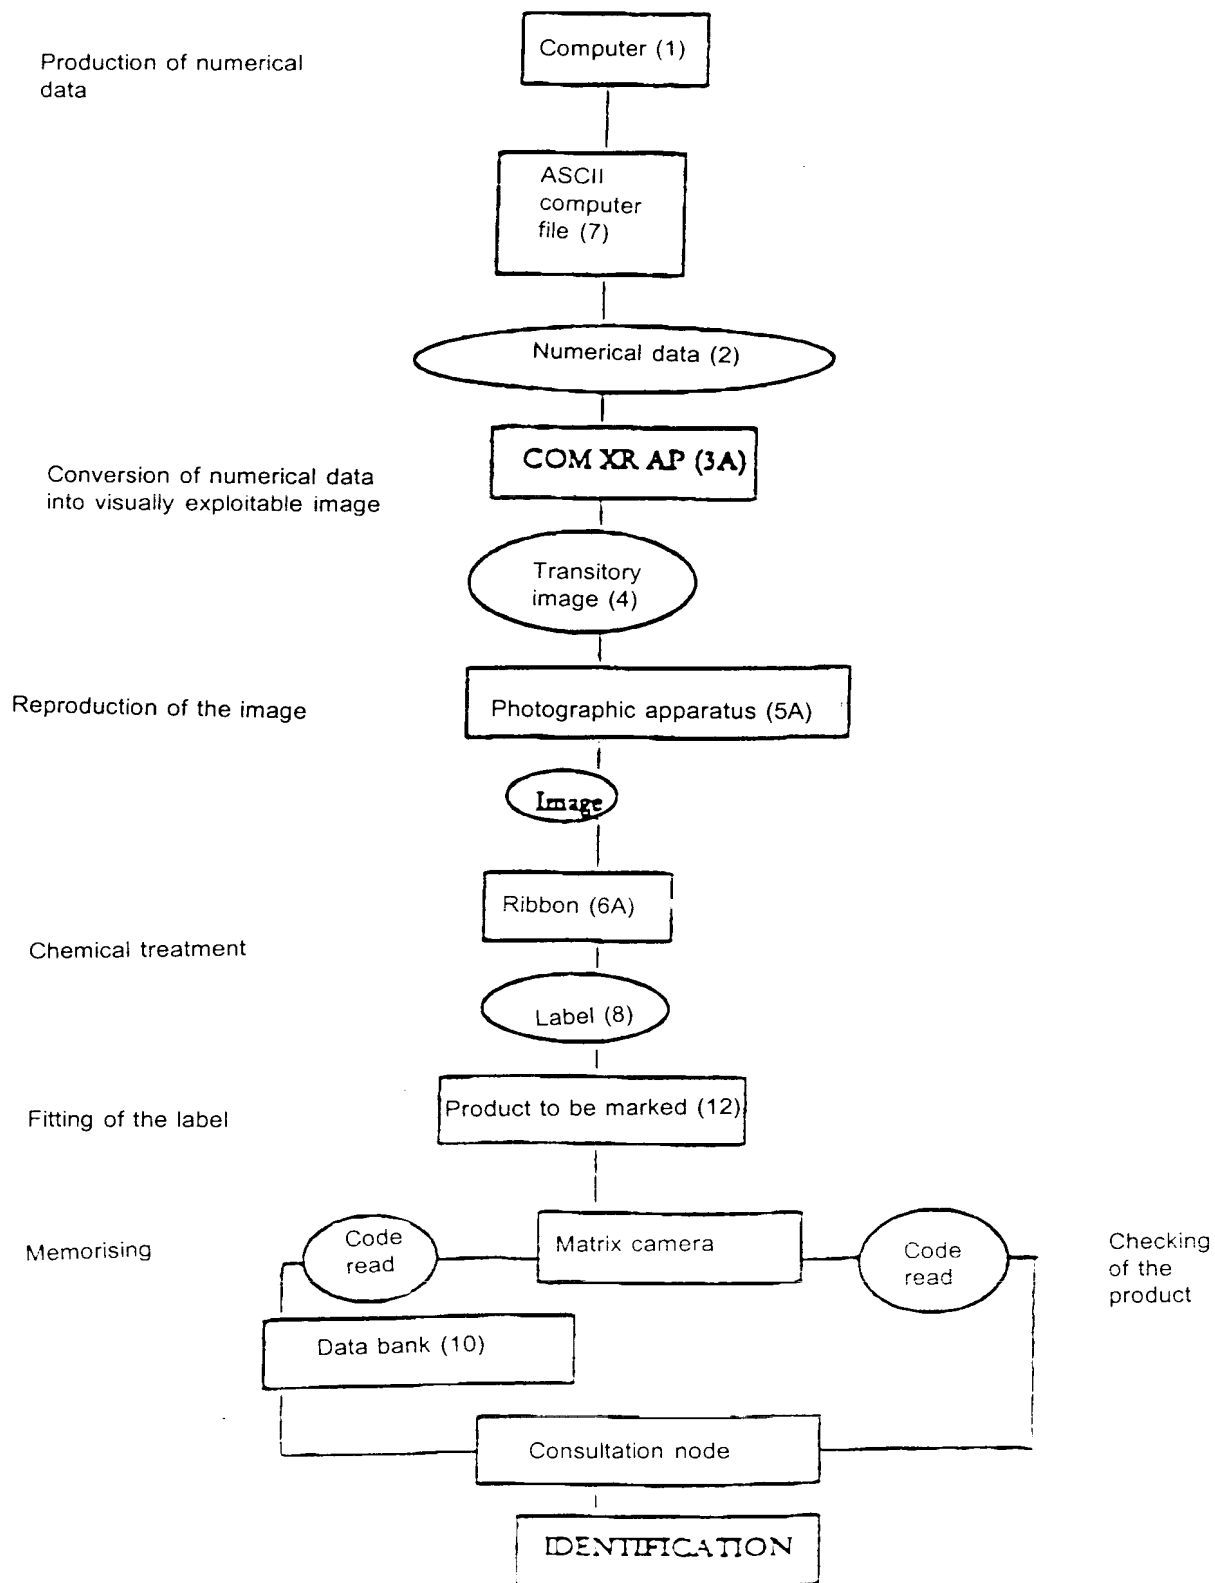 Computer (1)
Production of numerical
data
ASCII
computer
file (7)
Numerical data (2)
COM XR AP (3A)
Conversion of numerical data
into visually exploitable image
Transitory
image (4)
Reproduction of the image
Photographic apparatus (5A)
Image
Ribbon (6A)
Chemical treatment
Label (8)
Product to be marked (12)
Fitting of the label
Memorising
Code
read
Matrix camera
Code
read
Checking
of the
product
Data bank (10)
Consultation node
IDENTIFICATION